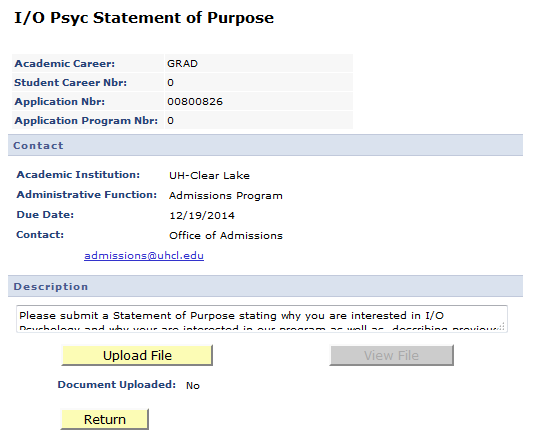 I/O Psyc Statement of Purpose
Academic Career: GRAD
Student Career Nbr: 0
Application Nbr: 00800826
Application Program Nbr: 0
Contact
Academic Institution: UH-Clear Lake
Administrative Function: Admissions Program
Due Date: 12/19/2014
Contact: Office of Admissions
admissions@uhcl.edu
Description
Please submit a Statement of Purpose stating why you are interested in I/O
Psychology and why your are interested in our program as well as describing previous
Upload File View File
Document Uploaded: No
Return